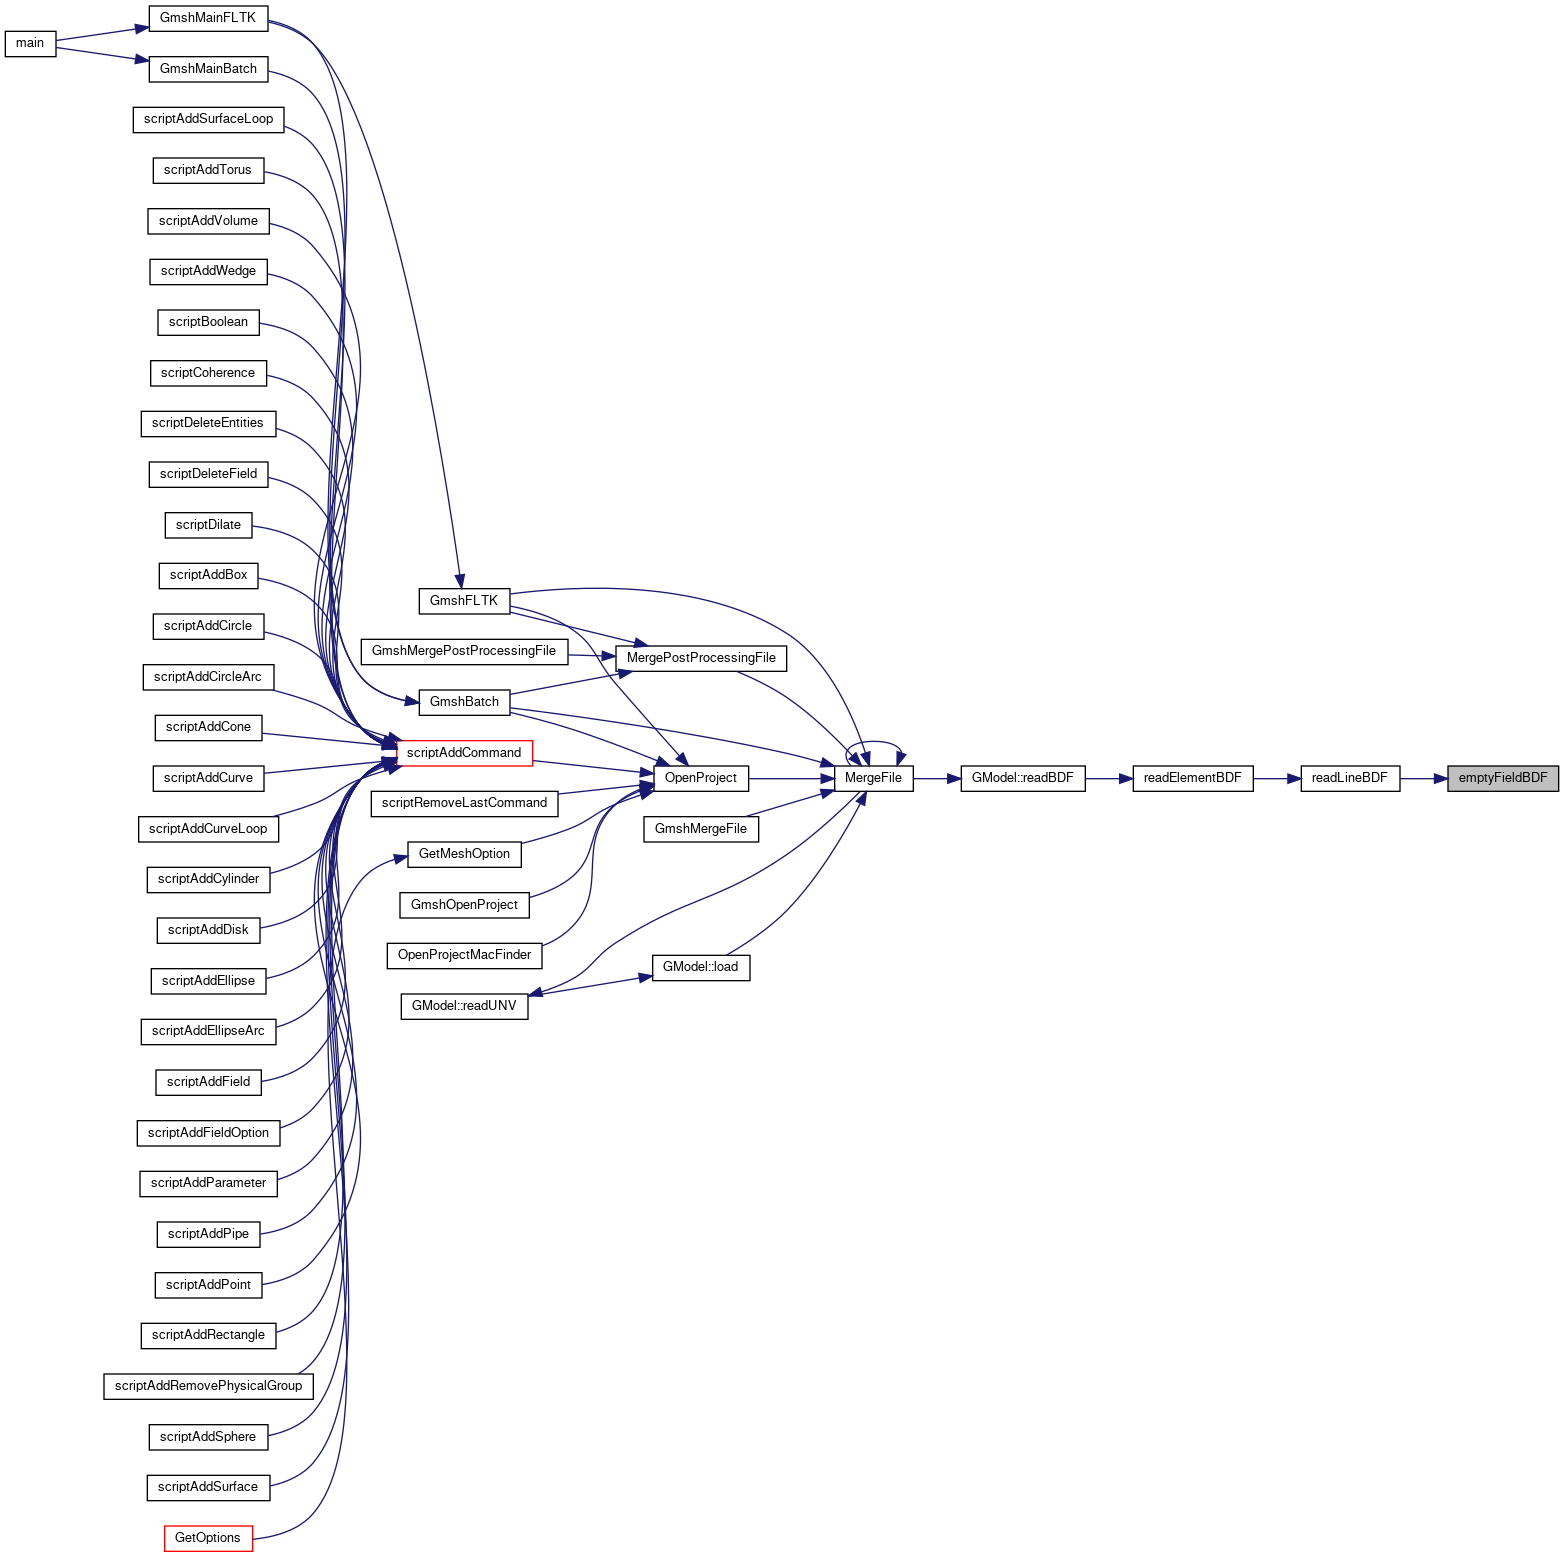 main
GmshMainFLTK
GmshMainBatch
scriptAddSurfaceLoop
scriptAddTorus
scriptAddVolume
scriptAddWedge
scriptBoolean
scriptCoherence
scriptDeleteEntities
scriptDeleteField
scriptDilate
scriptAddBox
scriptAddCircle
scriptAddCircleArc
scriptAddCone
scriptAddCurve
scriptAddCurveLoop
scriptAddCylinder
scriptAddDisk
scriptAddEllipse
scriptAddEllipseArc
scriptAddField
scriptAddFieldOption
scriptAddParameter
scriptAddPipe
scriptAddPoint
scriptAddRectangle
scriptAddRemovePhysicalGroup
scriptAddSphere
scriptAddSurface
GetOptions
GmshFLTK
GmshMergePostProcessingFile
GmshBatch
scriptAddCommand
scriptRemoveLastCommand
GetMeshOption
GmshOpenProject
OpenProjectMacFinder
GModel::readUNV
MergePostProcessingFile
OpenProject
GmshMergeFile
GModel::load
MergeFile
GModel::readBDF
readElementBDF
readLineBDF
emptyFieldBDF